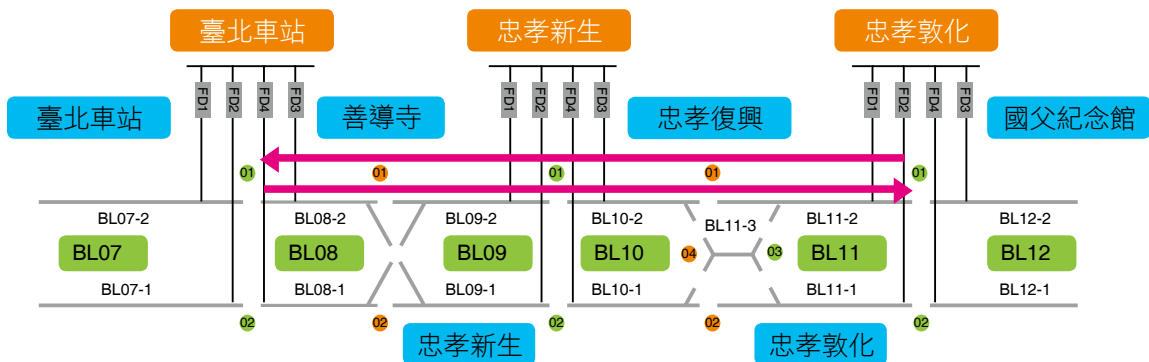 臺北車站 忠孝新生 忠孝敦化
FD1 FD2 FD4 FD3 FD1 FD2 FD4 FD3 FD1 FD2 FD4 FD3
臺北車站 善導寺 忠孝復興 國父紀念館
01 01 01 01 01
BL07-2 BL08-2 BL09-2 BL10-2 BL11-3 BL11-2 BL12-2
BL07 BL08 BL09 BL10 04 03 BL11 BL12
BL07-1 BL08-1 BL09-1 BL10-1 BL11-1 BL12-1
02 02 02 02 02
忠孝新生 忠孝敦化